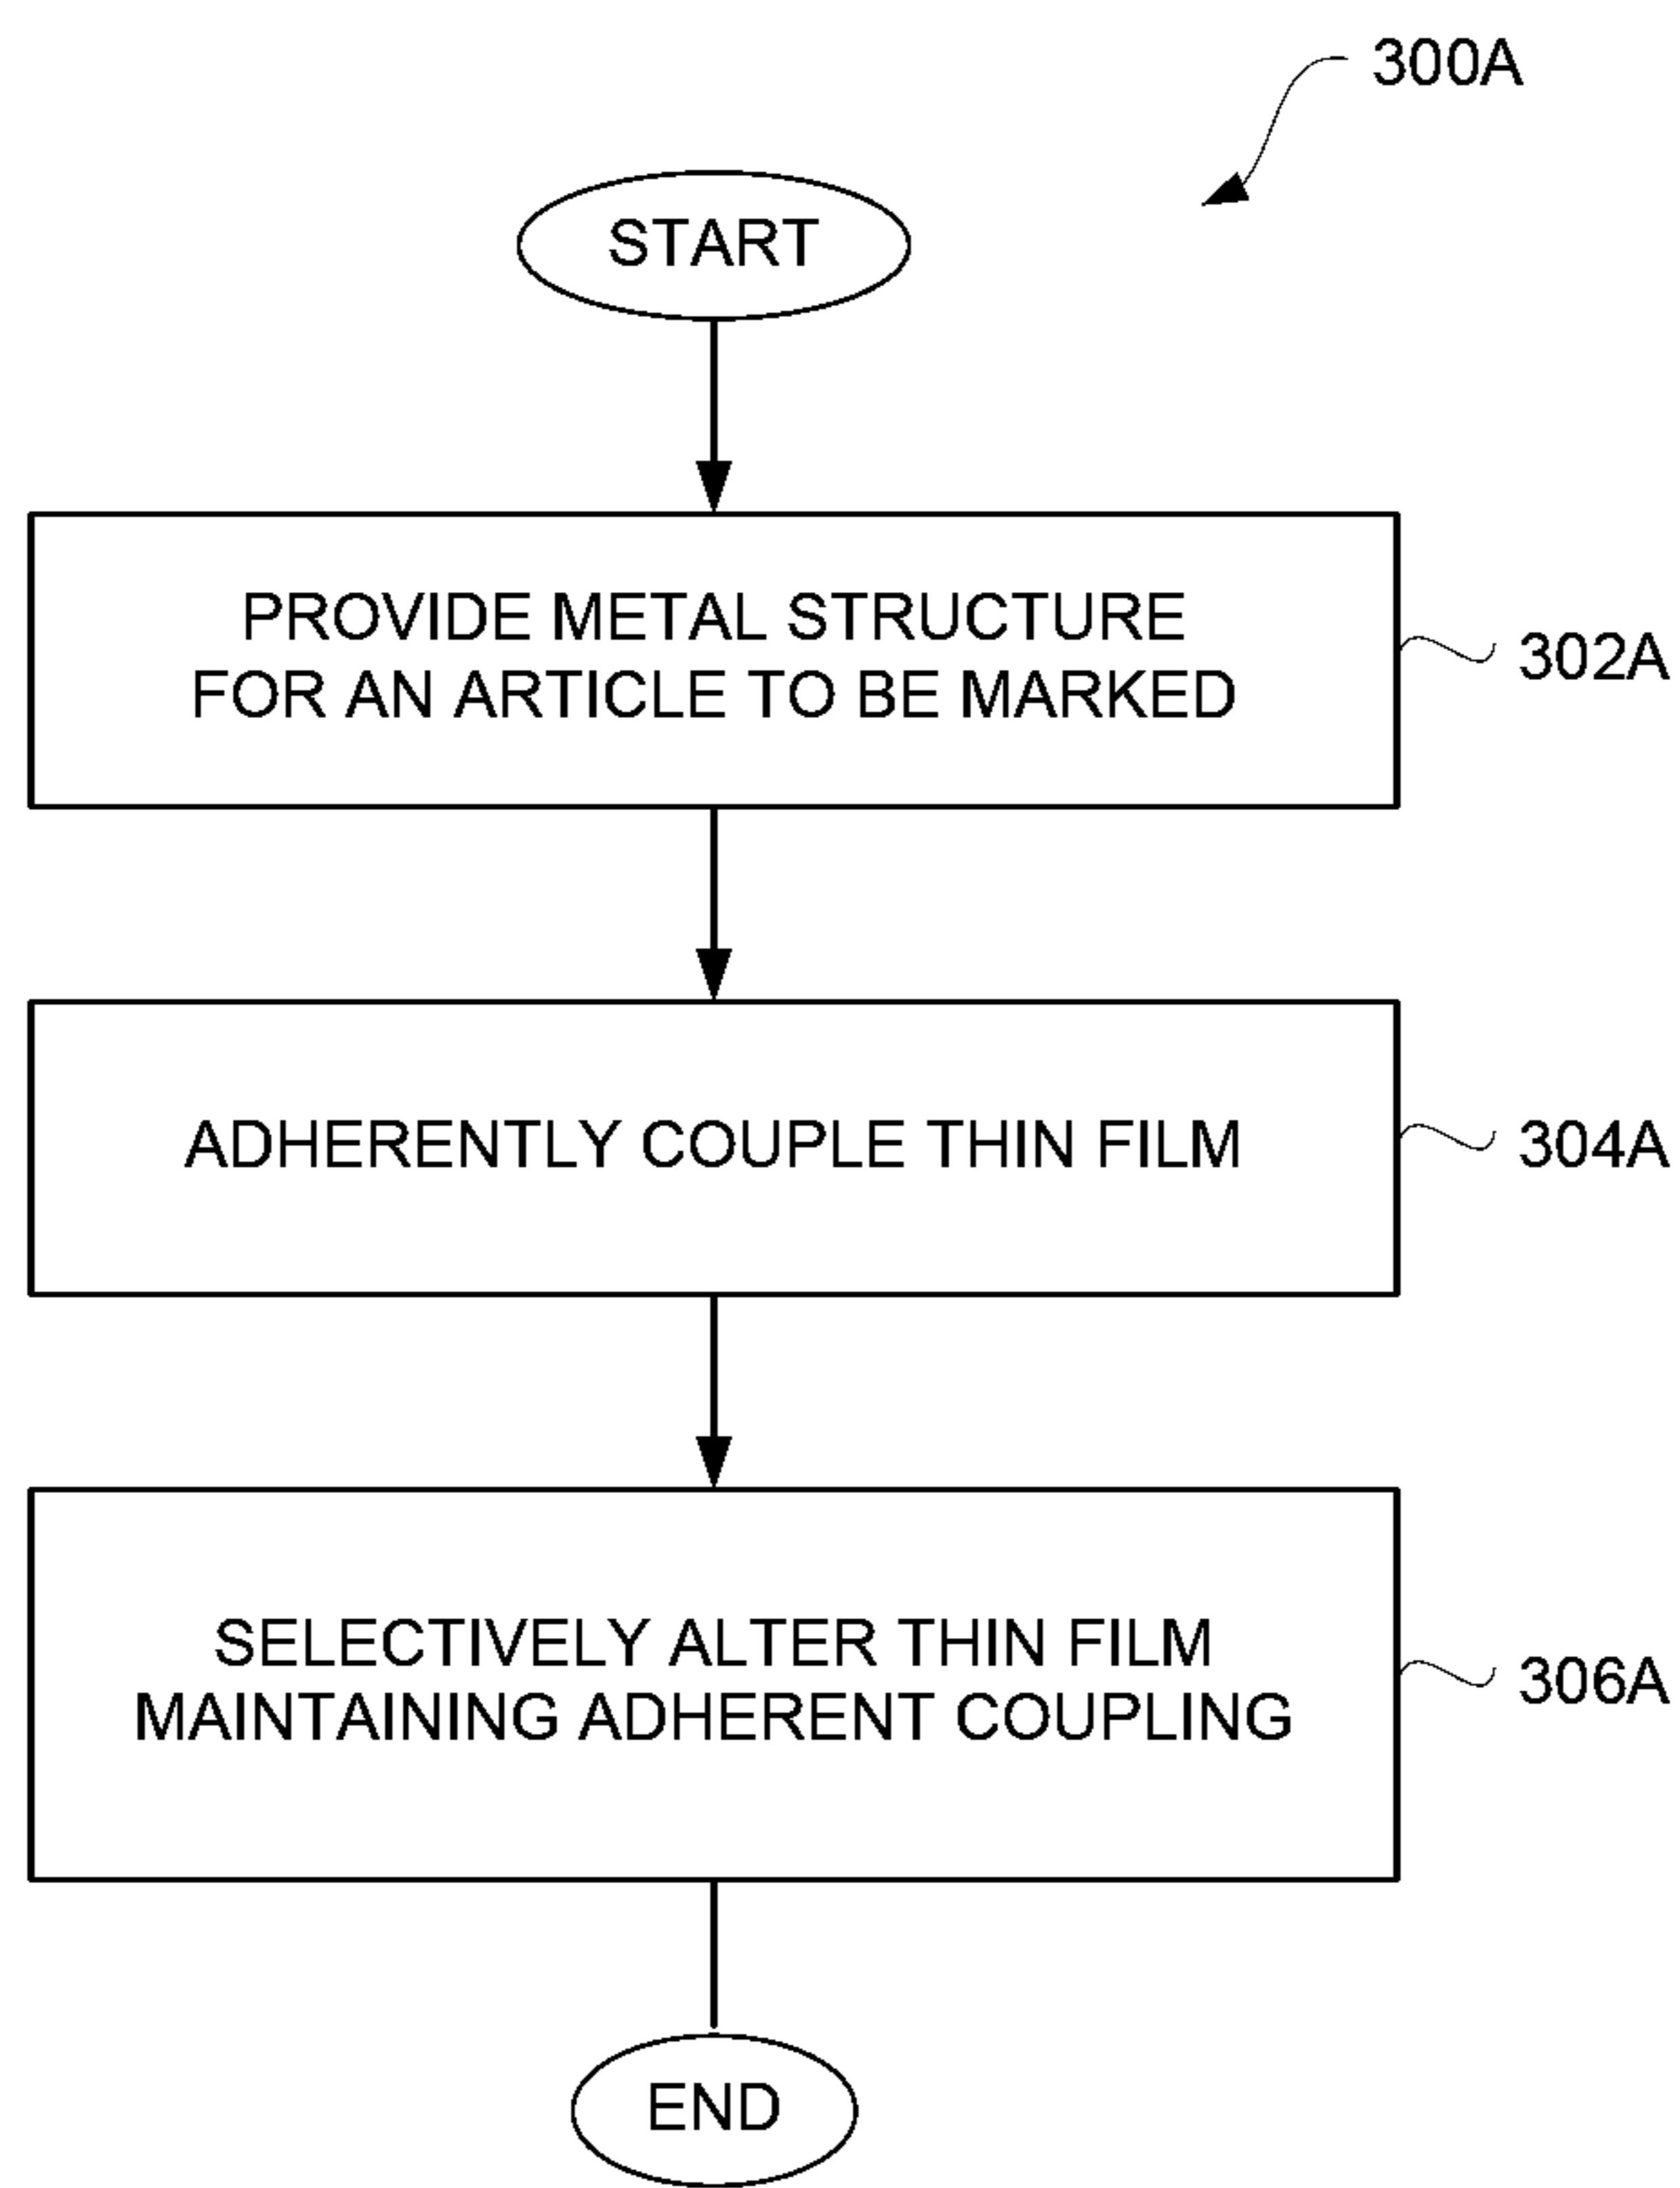 300A
START
PROVIDE METAL STRUCTURE
FOR AN ARTICLE TO BE MARKED
302A
ADHERENTLY COUPLE THIN FILM
304A
SELECTIVELY ALTER THIN FILM
MAINTAINING ADHERENT COUPLING
306A
END